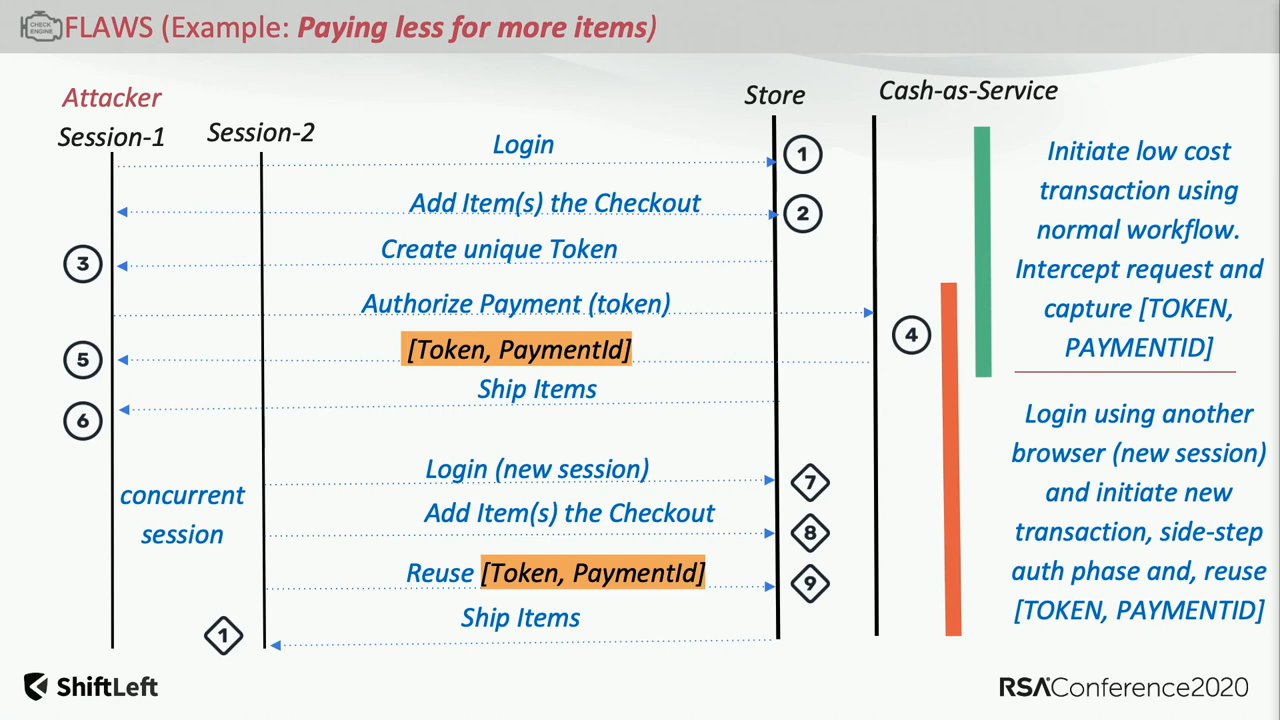 CHECK
ENGINE
FLAWS (Example: Paying less for more items)
Attacker
Session-1
Session-2
Store
Cash-as-Service
Login
1
Add Item(s) the Checkout
2
Create unique Token
3
Authorize Payment (token)
4
[Token, PaymentId]
5
Ship Items
6
concurrent
session
Login (new session)
7
Add Item(s) the Checkout
8
Reuse [Token, PaymentId]
9
Ship Items
1
Initiate low cost
transaction using
normal workflow.
Intercept request and
capture [TOKEN,
PAYMENTID]
Login using another
browser (new session)
and initiate new
transaction, side-step
auth phase and, reuse
[TOKEN, PAYMENTID]
ShiftLeft
RSAConference2020